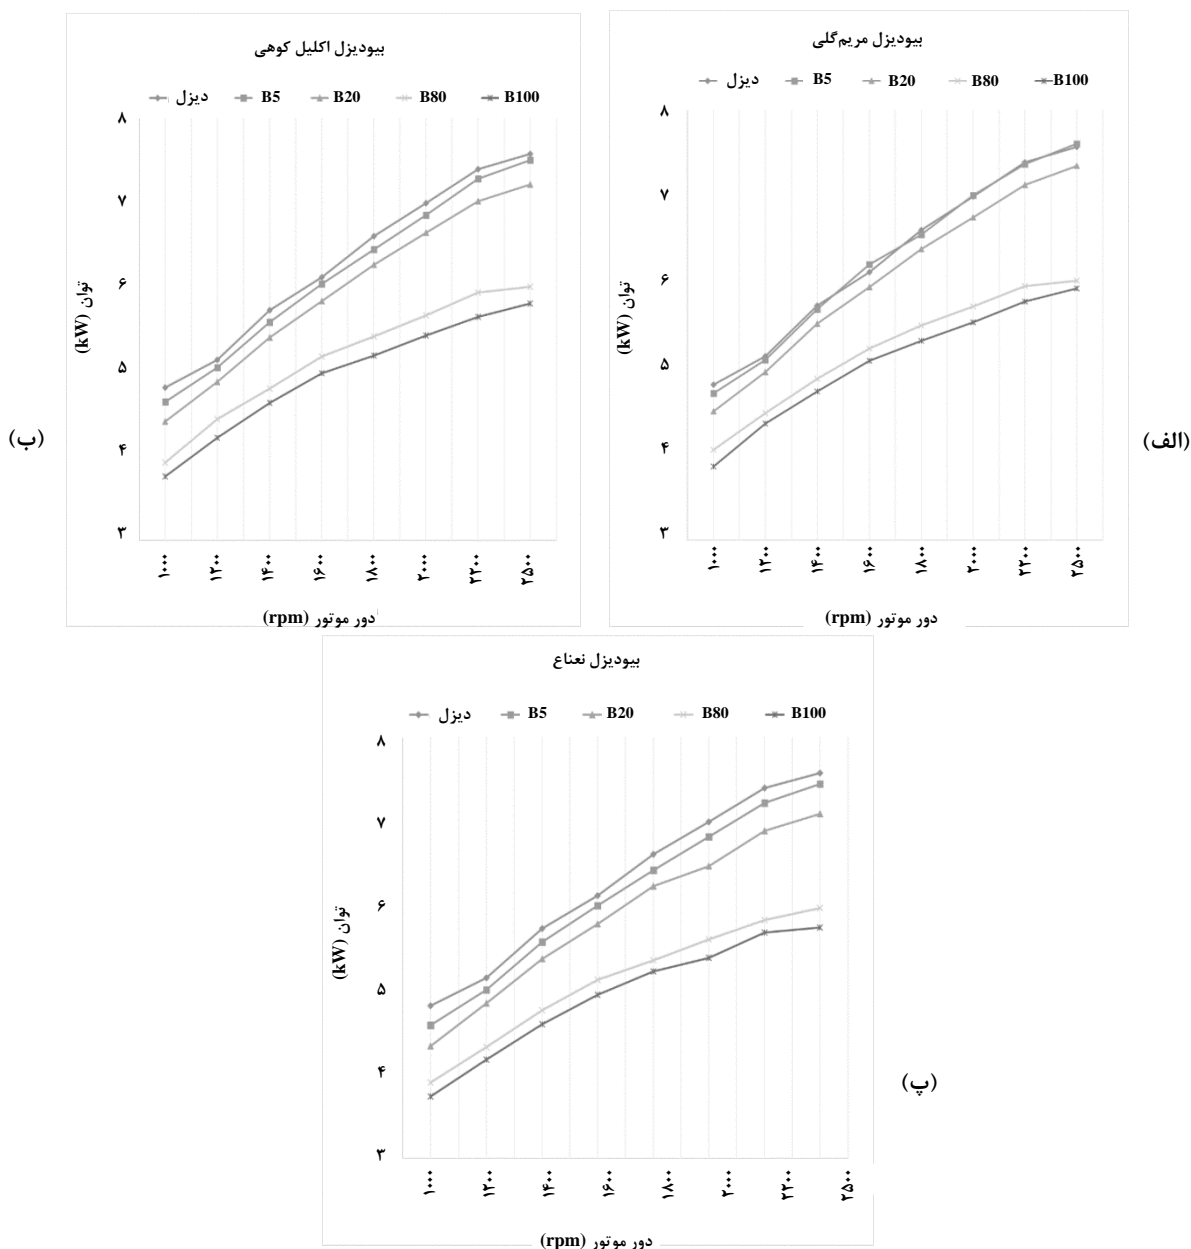 بیودیزل مریم‌گلی
دیزل B5 B20 B80 B100
۸
۷
۶
۵
۴
۳
توان (kW)
۱۰۰۰ ۱۲۰۰ ۱۴۰۰ ۱۶۰۰ ۱۸۰۰ ۲۰۰۰ ۲۲۰۰ ۲۵۰۰
دور موتور (rpm)
(الف)
بیودیزل اکلیل کوهی
دیزل B5 B20 B80 B100
۸
۷
۶
۵
۴
۳
توان (kW)
۱۰۰۰ ۱۲۰۰ ۱۴۰۰ ۱۶۰۰ ۱۸۰۰ ۲۰۰۰ ۲۲۰۰ ۲۵۰۰
دور موتور (rpm)
(ب)
بیودیزل نعناع
دیزل B5 B20 B80 B100
۸
۷
۶
۵
۴
۳
توان (kW)
۱۰۰۰ ۱۲۰۰ ۱۴۰۰ ۱۶۰۰ ۱۸۰۰ ۲۰۰۰ ۲۲۰۰ ۲۵۰۰
دور موتور (rpm)
(پ)